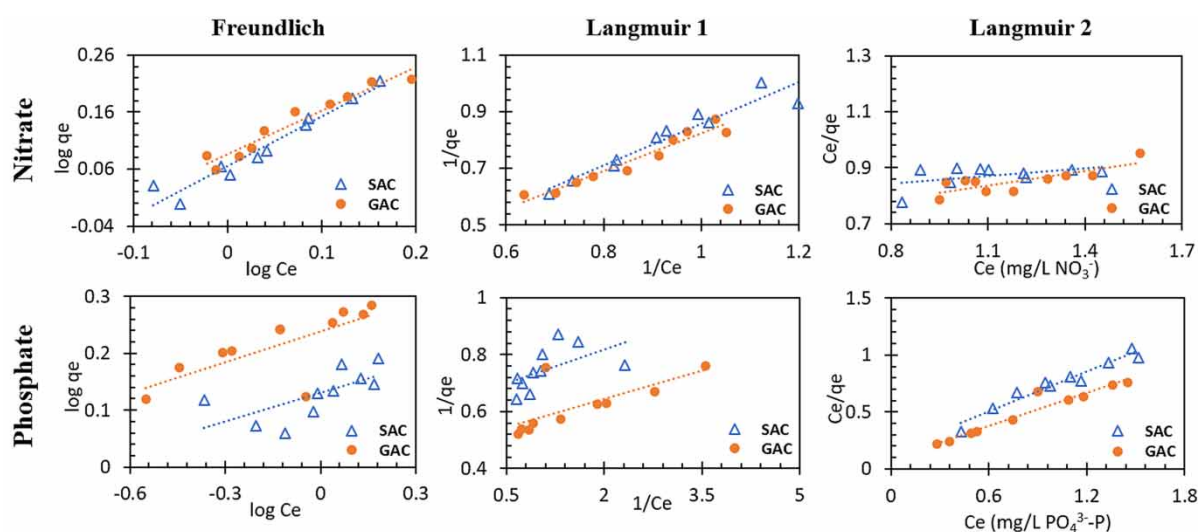 Freundlich
Langmuir 1
Langmuir 2
Nitrate
log qe
0.26
0.16
0.06
-0.04
-0.1
0
0.1
0.2
log Ce
SAC
GAC
1/qe
1.1
0.9
0.7
0.5
0.6
0.8
1
1.2
1/Ce
SAC
GAC
Ce/qe
1.3
1.1
0.9
0.7
0.8
1.1
1.4
1.7
Ce (mg/L NO₃⁻)
SAC
GAC
Phosphate
log qe
0.3
0.2
0.1
0
-0.6
-0.3
0
0.3
log Ce
SAC
GAC
1/qe
1
0.8
0.6
0.4
0.5
2
3.5
5
1/Ce
SAC
GAC
Ce/qe
1.5
1
0.5
0
0
0.6
1.2
1.8
Ce (mg/L PO₄³⁻-P)
SAC
GAC